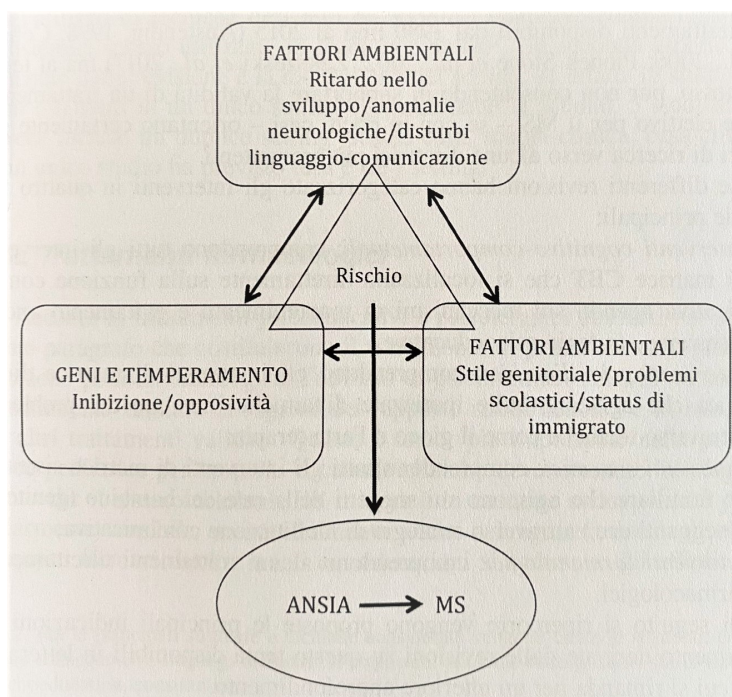 FATTORI AMBIENTALI
Ritardo nello
sviluppo/anomalie
neurologiche/disturbi
linguaggio-comunicazione
Rischio
GENI E TEMPERAMENTO
Inibizione/opposività
FATTORI AMBIENTALI
Stile genitoriale/problemi
scolastici/status di
immigrato
ANSIA
MS